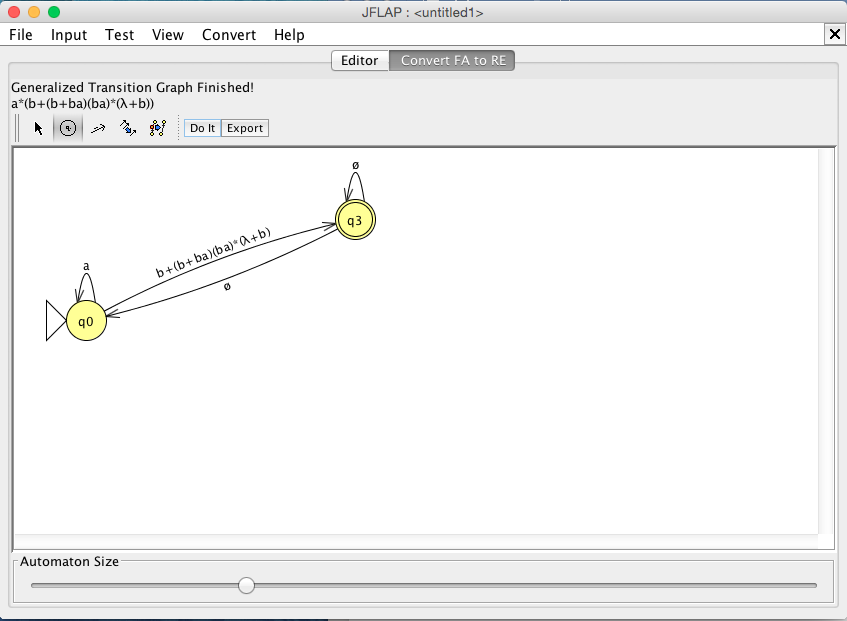 JFLAP : <untitled1>
File Input Test View Convert Help
Editor Convert FA to RE
Generalized Transition Graph Finished!
a*(b+(b+ba)(ba)*(λ+b))
Do It Export
ø
q3
b+(b+ba)(ba)*(λ+b)
ø
a
q0
Automaton Size